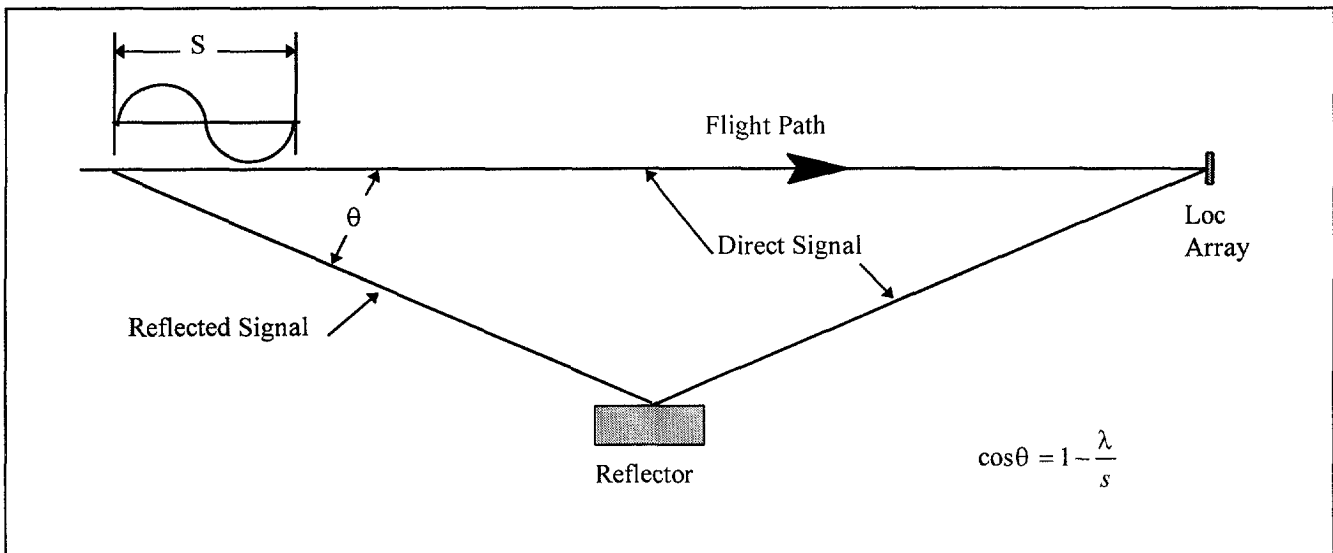 S
Flight Path
θ
Direct Signal
Loc
Array
Reflected Signal
Reflector
cosθ = 1 − λ/s